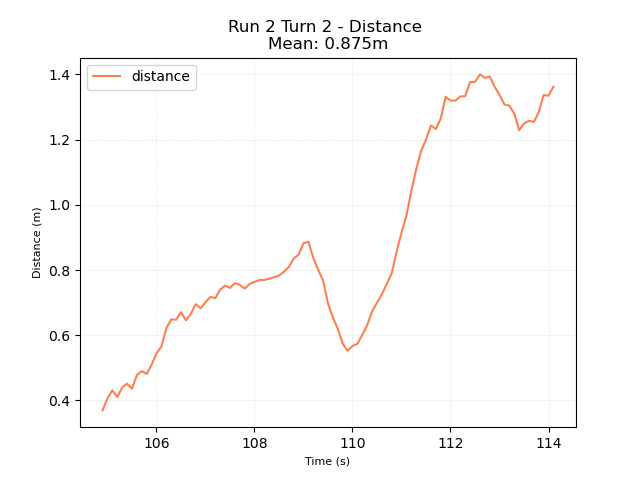 Run 2 Turn 2 - Distance
Mean: 0.875m
distance
1.4
1.2
1.0
0.8
0.6
0.4
Distance (m)
106 108 110 112 114
Time (s)